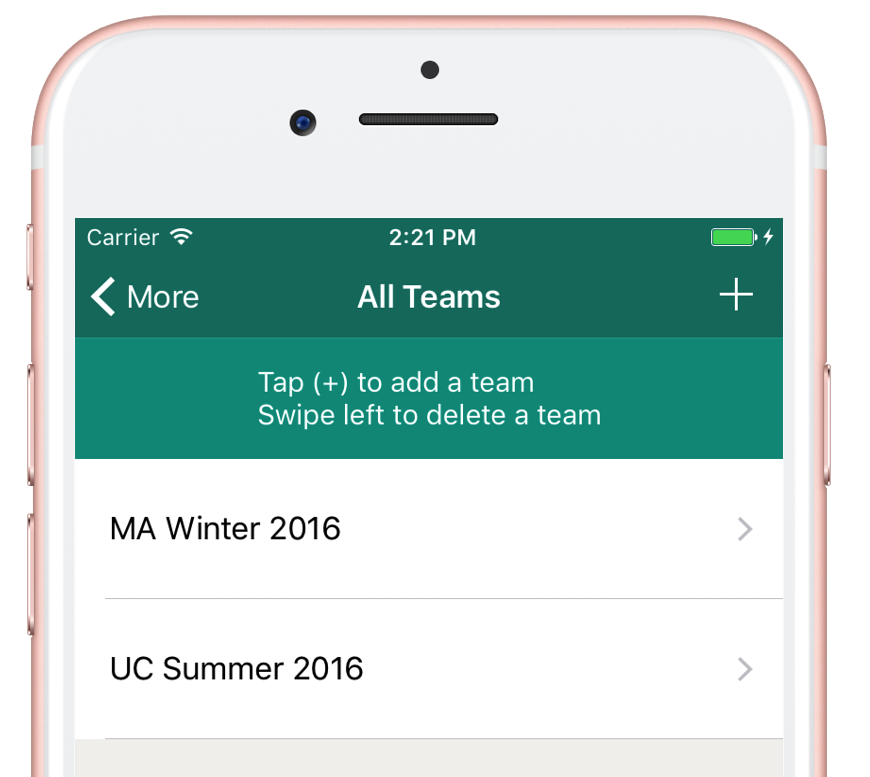 Carrier 2:21 PM
More All Teams +
Tap (+) to add a team
Swipe left to delete a team
MA Winter 2016
UC Summer 2016